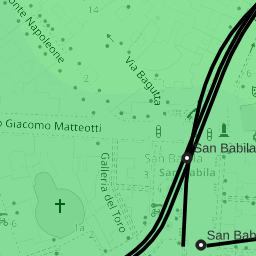 onte Napoleone
14
Via Bagutta
2
o Giacomo Matteotti
San Babila
San Babila
San Babila
Galleria del Toro
6
San Bab